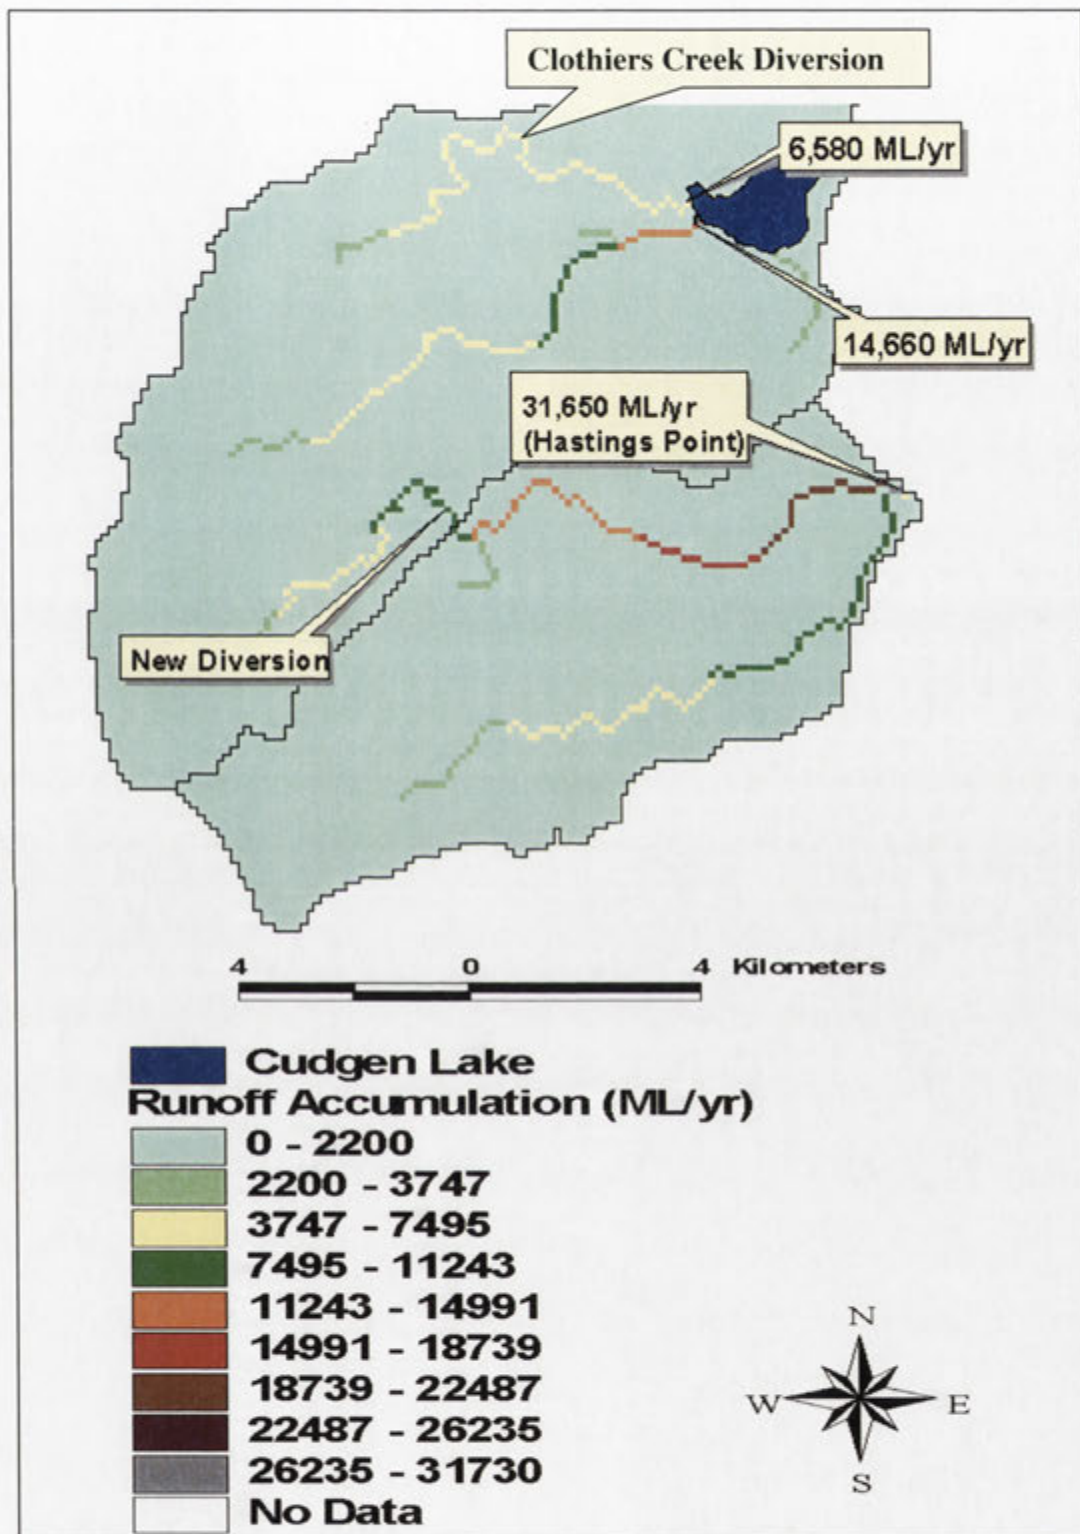 Clothiers Creek Diversion
6,580 ML/yr
14,660 ML/yr
31,650 ML/yr
(Hastings Point)
New Diversion
4 0 4 Kilometers
Cudgen Lake
Runoff Accumulation (ML/yr)
0 - 2200
2200 - 3747
3747 - 7495
7495 - 11243
11243 - 14991
14991 - 18739
18739 - 22487
22487 - 26235
26235 - 31730
No Data
N
W E
S